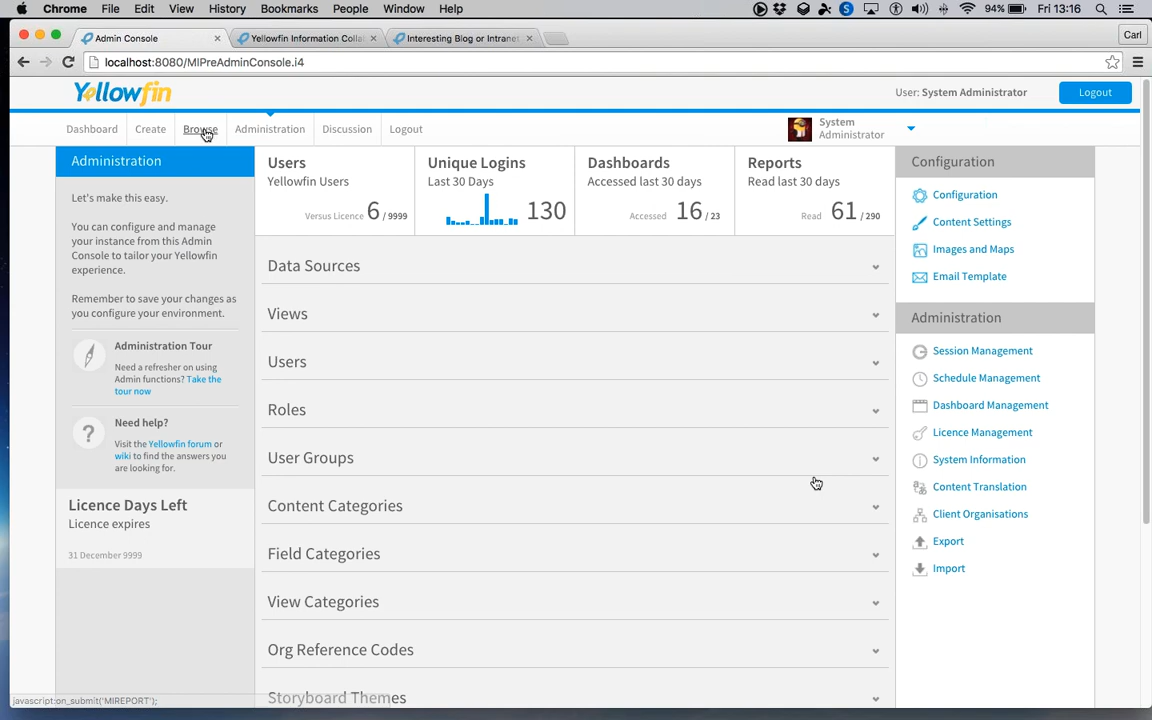 Chrome File Edit View History Bookmarks People Window Help
94% Fri 13:16
Admin Console
Yellowfin Information Colla
Interesting Blog or Intranet
Carl
localhost:8080/MIPreAdminConsole.i4
Yellowfin
User: System Administrator
Logout
Dashboard Create Browse Administration Discussion Logout
System
Administrator
Administration
Let's make this easy.
You can configure and manage
your instance from this Admin
Console to tailor your Yellowfin
experience.
Remember to save your changes as
you configure your environment.
Administration Tour
Need a refresher on using
Admin functions? Take the
tour now
Need help?
Visit the Yellowfin forum or
wiki to find the answers you
are looking for.
Licence Days Left
Licence expires
31 December 9999
Users
Yellowfin Users
Versus Licence 6 / 9999
Unique Logins
Last 30 Days
130
Dashboards
Accessed last 30 days
Accessed 16 / 23
Reports
Read last 30 days
Read 61 / 290
Data Sources
Views
Users
Roles
User Groups
Content Categories
Field Categories
View Categories
Org Reference Codes
Storyboard Themes
Configuration
Configuration
Content Settings
Images and Maps
Email Template
Administration
Session Management
Schedule Management
Dashboard Management
Licence Management
System Information
Content Translation
Client Organisations
Export
Import
javascript:on_submit('MIREPORT');